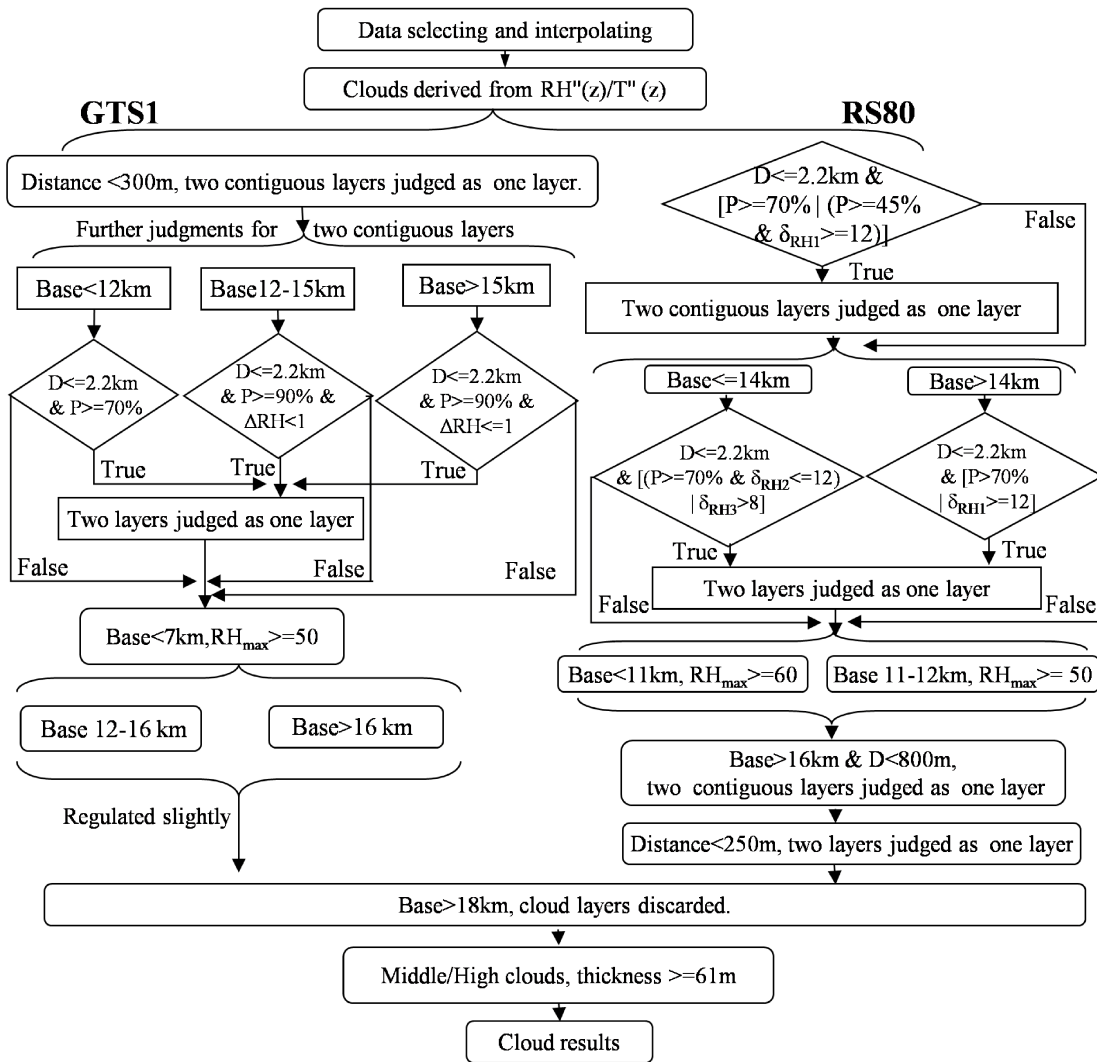 Data selecting and interpolating
Clouds derived from RH"(z)/T" (z)
GTS1
RS80
Distance <300m, two contiguous layers judged as one layer.
Further judgments for two contiguous layers
Base<12km
Base12-15km
Base>15km
D<=2.2km
& P>=70%
D<=2.2km
& P>=90% &
ΔRH<1
D<=2.2km
& P>=90% &
ΔRH<=1
True
True
True
Two layers judged as one layer
False
False
False
Base<7km,RHmax>=50
Base 12-16 km
Base>16 km
Regulated slightly
D<=2.2km &
[P>=70% | (P>=45%
& δRH1>=12)]
False
True
Two contiguous layers judged as one layer
Base<=14km
Base>14km
D<=2.2km
& [(P>=70% & δRH2<=12)
| δRH3>8]
D<=2.2km
& [P>70%
| δRH1>=12]
True
True
Two layers judged as one layer
False
False
Base<11km, RHmax>=60
Base 11-12km, RHmax>= 50
Base>16km & D<800m,
two contiguous layers judged as one layer
Distance<250m, two layers judged as one layer
Base>18km, cloud layers discarded.
Middle/High clouds, thickness >=61m
Cloud results